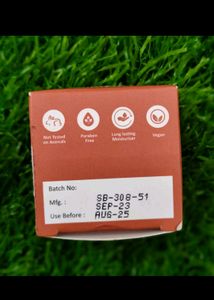 Not Tested
on Animals
Paraben
Free
Long lasting
Moisturiser
Vegan
Batch No: SB-308-51
Mfg. : SEP-23
Use Before : AUG-25